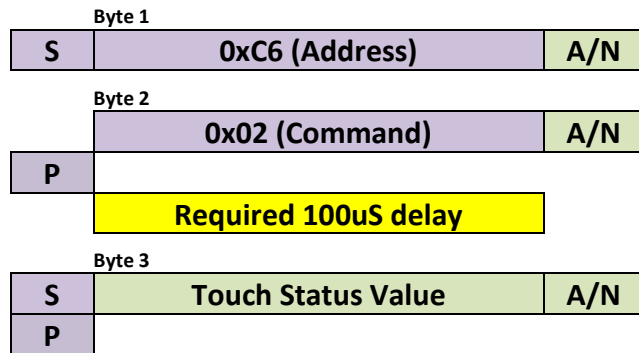 Byte 1
S 0xC6 (Address) A/N
Byte 2
0x02 (Command) A/N
P
Required 100uS delay
Byte 3
S Touch Status Value A/N
P